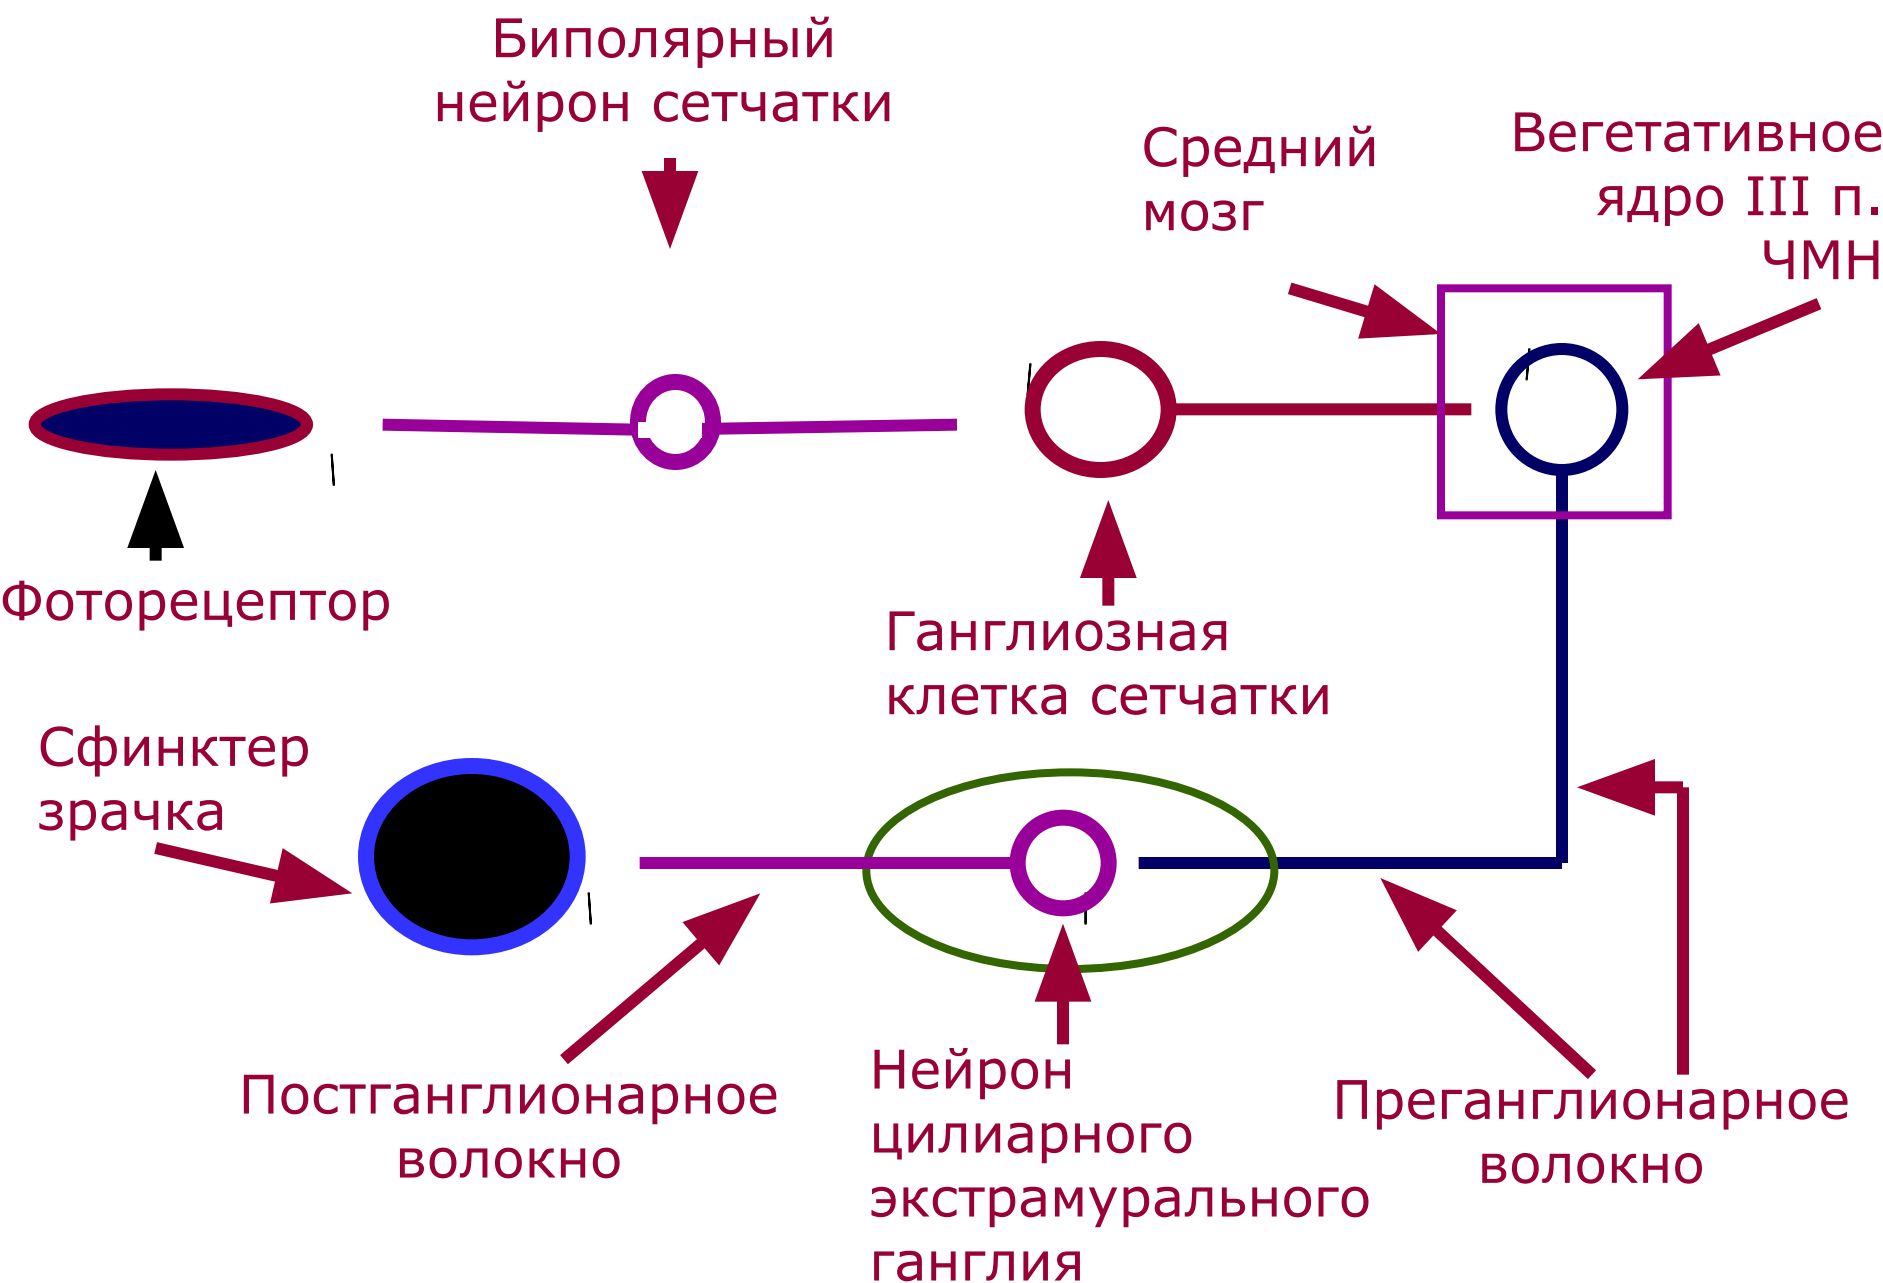 Биполярный
нейрон сетчатки
Средний
мозг
Вегетативное
ядро III п.
ЧМН
Фоторецептор
Ганглиозная
клетка сетчатки
Сфинктер
зрачка
Постганглионарное
волокно
Нейрон
цилиарного
экстрамурального
ганглия
Преганглионарное
волокно